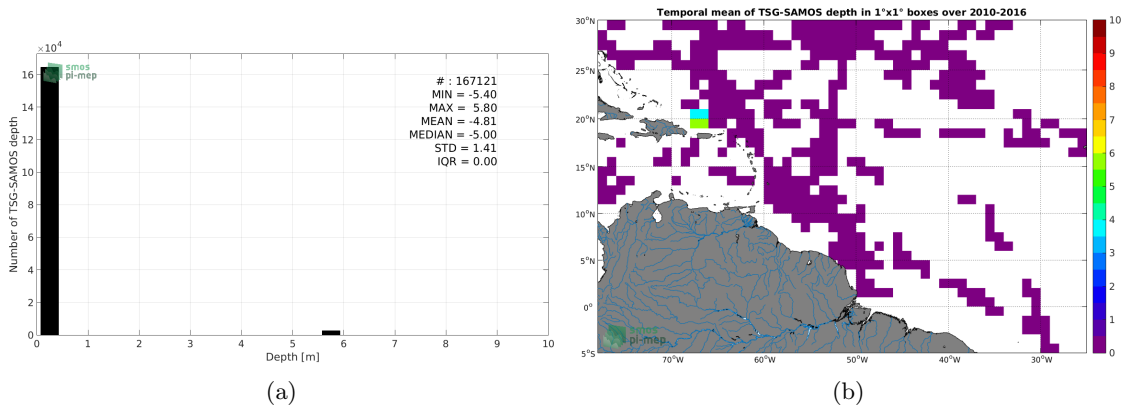 ×10⁴
smos
pi-mep
# : 167121
MIN = -5.40
MAX = 5.80
MEAN = -4.81
MEDIAN = -5.00
STD = 1.41
IQR = 0.00
16
14
12
10
8
6
4
2
0
Number of TSG-SAMOS depth
0 1 2 3 4 5 6 7 8 9 10
Depth [m]
(a)
Temporal mean of TSG-SAMOS depth in 1°x1° boxes over 2010-2016
30°N
25°N
20°N
15°N
10°N
5°N
0°
5°S
70°W 60°W 50°W 40°W 30°W
smos
pi-mep
10
9
8
7
6
5
4
3
2
1
0
(b)